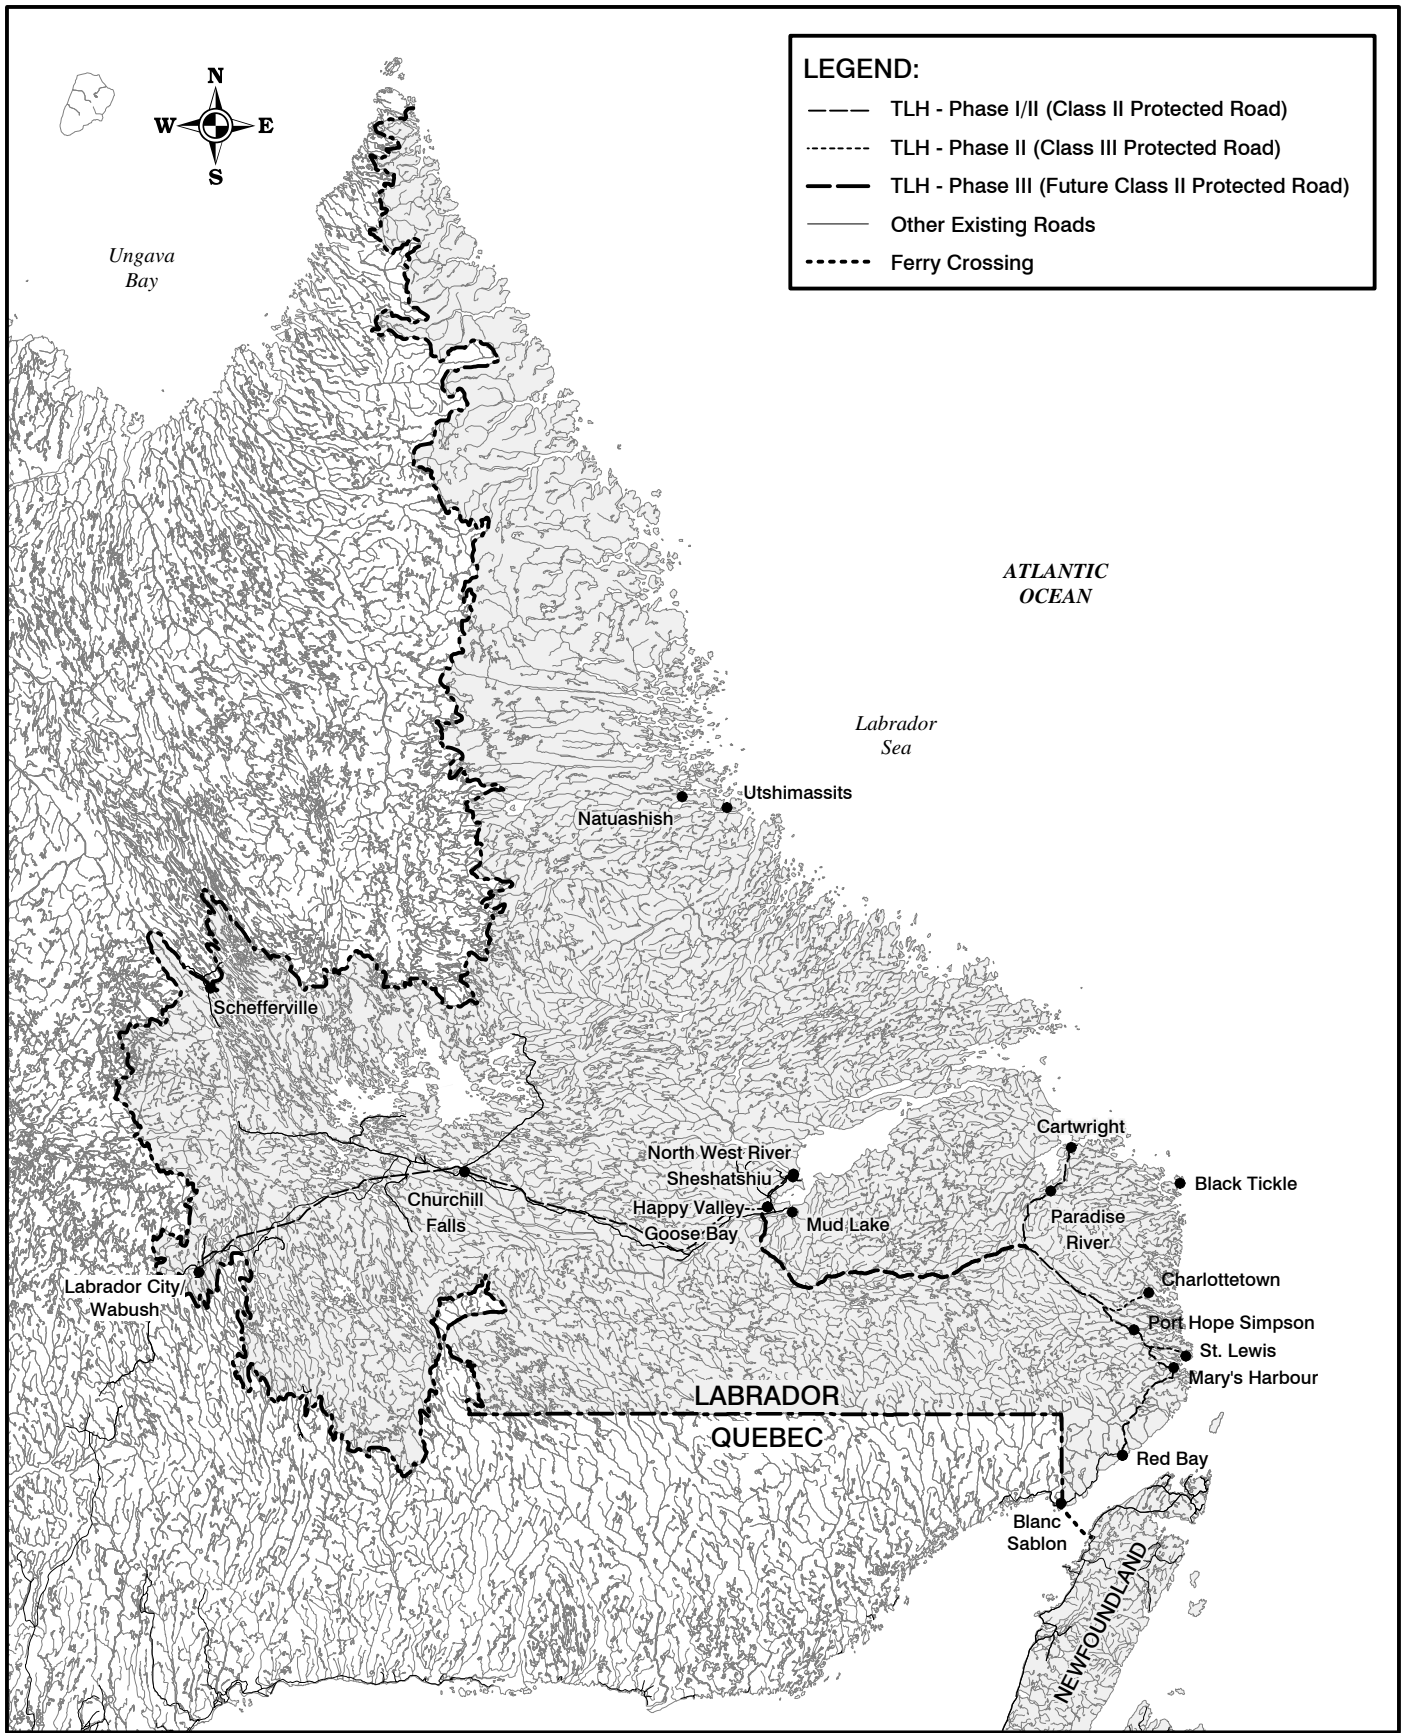 N
W E
S
LEGEND:
TLH - Phase I/II (Class II Protected Road)
TLH - Phase II (Class III Protected Road)
TLH - Phase III (Future Class II Protected Road)
Other Existing Roads
Ferry Crossing
Ungava
Bay
ATLANTIC
OCEAN
Labrador
Sea
Utshimassits
Natuashish
Schefferville
Cartwright
North West River
Sheshatshiu
Black Tickle
Churchill
Falls
Happy Valley-
Goose Bay
Mud Lake
Paradise
River
Labrador City/
Wabush
Charlottetown
Port Hope Simpson
St. Lewis
Mary's Harbour
LABRADOR
QUEBEC
Red Bay
Blanc
Sablon
NEWFOUNDLAND